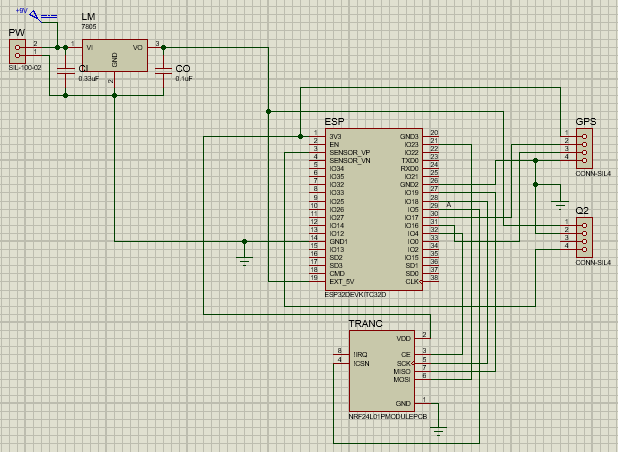 +9V
LM
7805
PW
2
1
1
VI
VO
3
GND
2
SIL-100-02
CI
0.33uF
CO
0.1uF
ESP
GPS
1 3V3 GND3 20
2 EN IO23 21
3 SENSOR_VP IO22 22
4 SENSOR_VN TXD0 23
5 IO34 RXD0 24
6 IO35 IO21 25
7 IO32 GND2 26
8 IO33 IO19 27
9 IO25 IO18 28
10 IO26 IO5 29
11 IO27 IO17 30
12 IO14 IO16 31
13 IO12 IO4 32
14 GND1 IO0 33
15 IO13 IO2 34
16 SD2 IO15 35
17 SD3 SD1 36
18 CMD SD0 37
19 EXT_5V CLK 38
ESP32DEVKITC32D
A
1
2
3
4
CONN-SIL4
Q2
1
2
3
4
CONN-SIL4
TRANC
VDD 2
8 !IRQ CE 3
4 !CSN SCK 5
MISO 7
MOSI 6
GND 1
NRF24L01PMODULEPCB